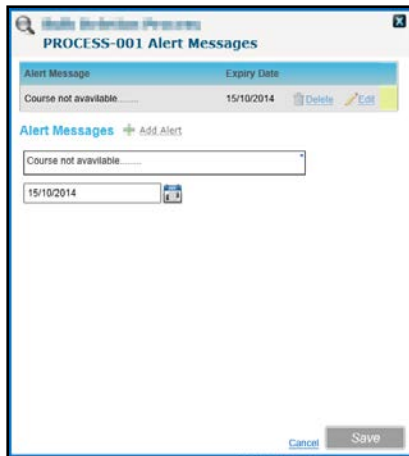 PROCESS-001 Alert Messages
Alert Message Expiry Date
Course not avavilable........ 15/10/2014 Delete Edit
Alert Messages Add Alert
Course not avavilable........
15/10/2014
Cancel Save